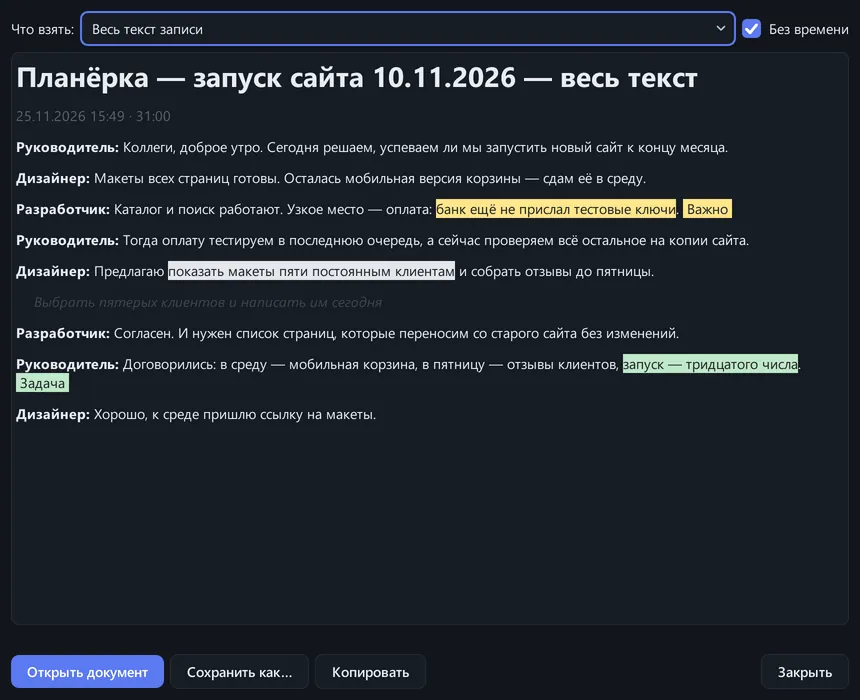 Что взять: Весь текст записи Без времени
Планёрка — запуск сайта 10.11.2026 — весь текст
25.11.2026 15:49 · 31:00
Руководитель: Коллеги, доброе утро. Сегодня решаем, успеваем ли мы запустить новый сайт к концу месяца.
Дизайнер: Макеты всех страниц готовы. Осталась мобильная версия корзины — сдам её в среду.
Разработчик: Каталог и поиск работают. Узкое место — оплата: банк ещё не прислал тестовые ключи. Важно
Руководитель: Тогда оплату тестируем в последнюю очередь, а сейчас проверяем всё остальное на копии сайта.
Дизайнер: Предлагаю показать макеты пяти постоянным клиентам и собрать отзывы до пятницы.
Выбрать пятерых клиентов и написать им сегодня
Разработчик: Согласен. И нужен список страниц, которые переносим со старого сайта без изменений.
Руководитель: Договорились: в среду — мобильная корзина, в пятницу — отзывы клиентов, запуск — тридцатого числа.
Задача
Дизайнер: Хорошо, к среде пришлю ссылку на макеты.
Открыть документ Сохранить как... Копировать Закрыть